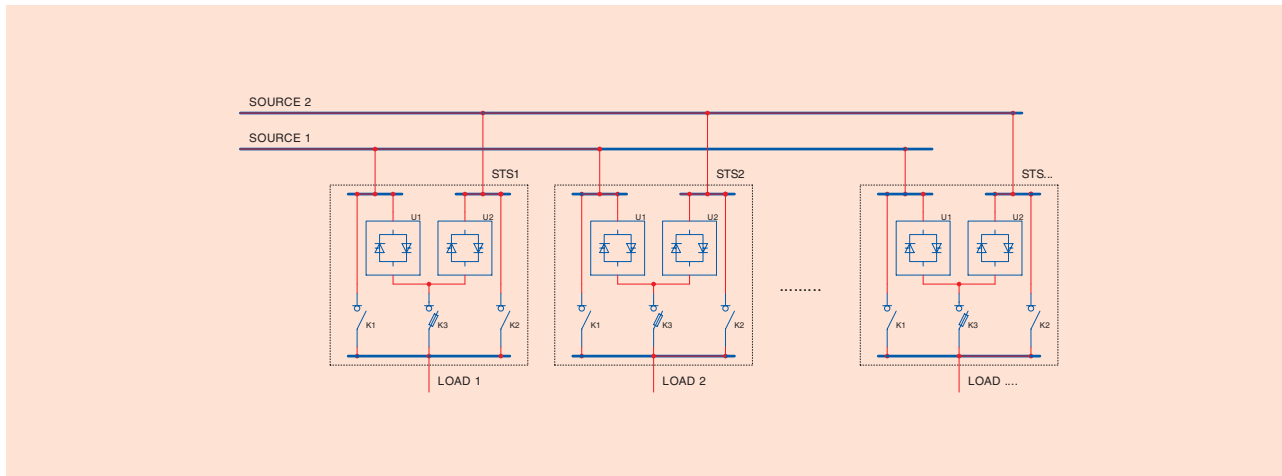 SOURCE 2
SOURCE 1
STS1
STS2
STS...
U1
U2
U1
U2
U1
U2
.........
K1
K3
K2
K1
K3
K2
K1
K3
K2
LOAD 1
LOAD 2
LOAD ....